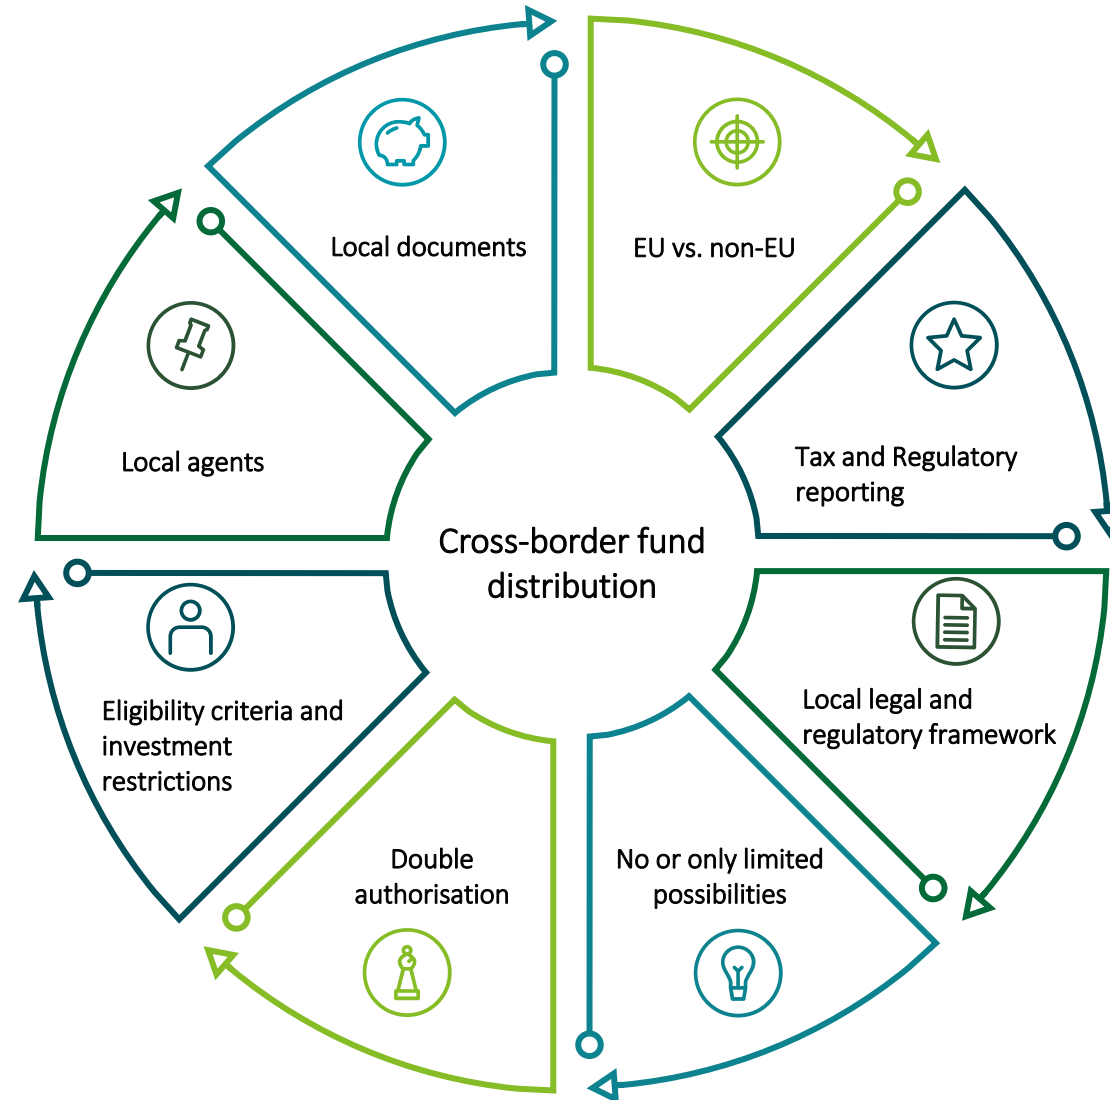 Local documents
EU vs. non-EU
Local agents
Tax and Regulatory
reporting
Cross-border fund
distribution
Eligibility criteria and
investment
restrictions
Local legal and
regulatory framework
Double
authorisation
No or only limited
possibilities